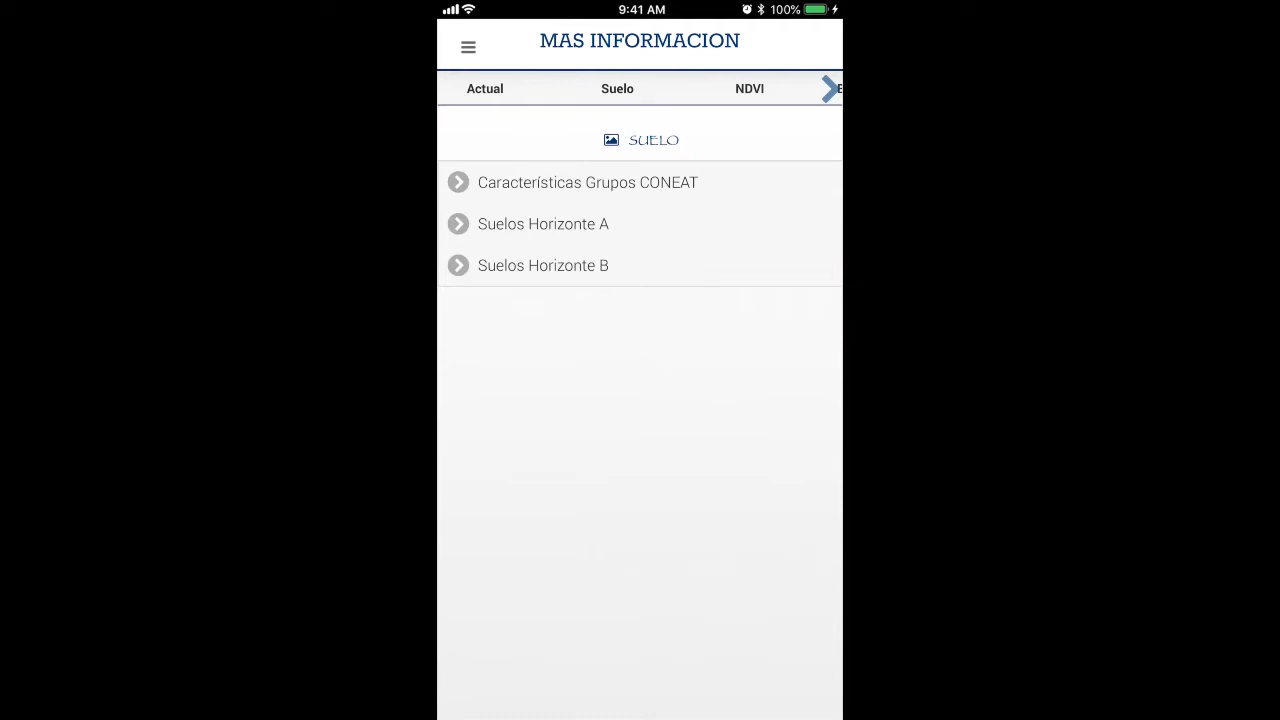 9:41 AM
100%
MAS INFORMACION
Actual
Suelo
NDVI
SUELO
Características Grupos CONEAT
Suelos Horizonte A
Suelos Horizonte B